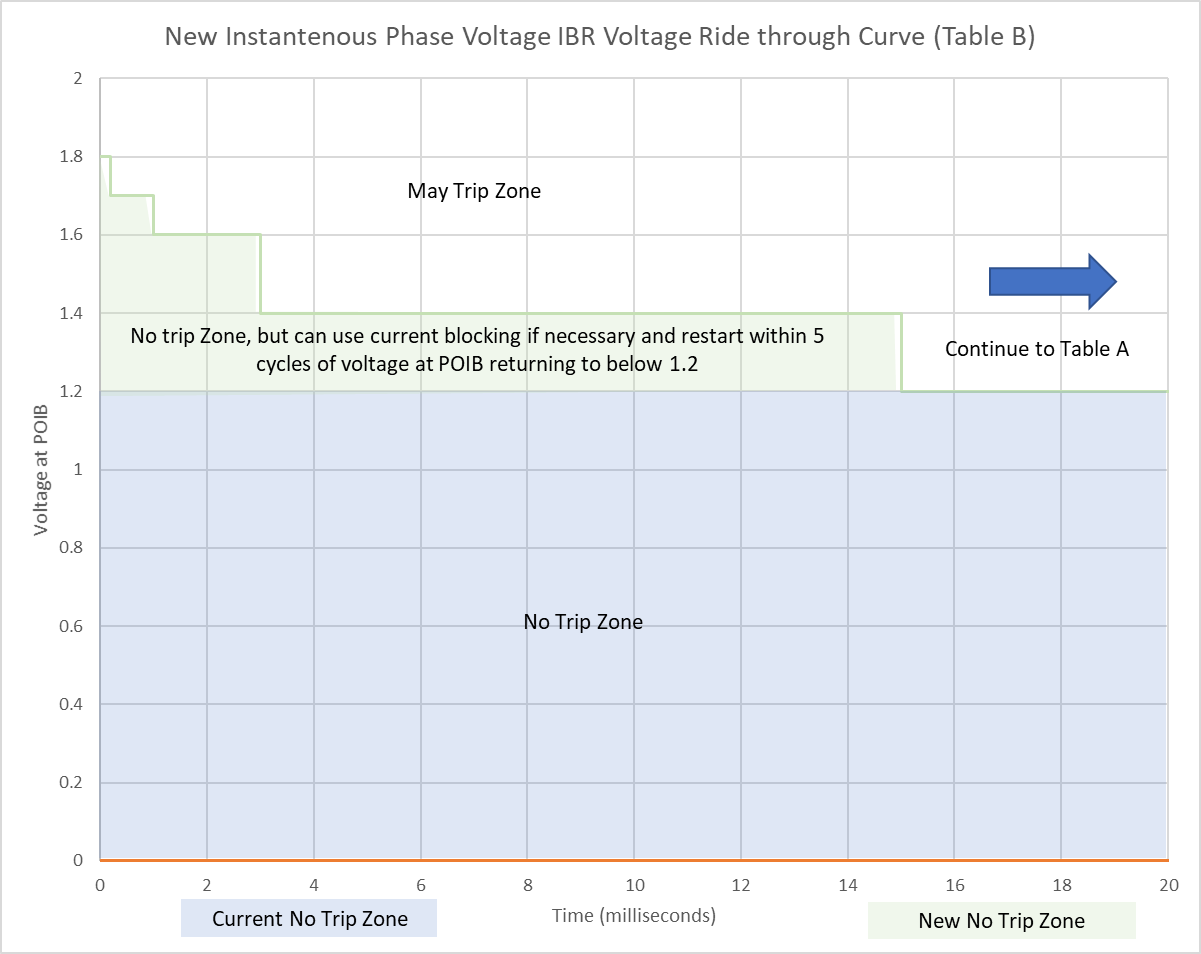 New Instantenous Phase Voltage IBR Voltage Ride through Curve (Table B)
2
1.8
May Trip Zone
1.6
1.4
No trip Zone, but can use current blocking if necessary and restart within 5
cycles of voltage at POIB returning to below 1.2
Continue to Table A
1.2
Voltage at POIB
1
0.8
No Trip Zone
0.6
0.4
0.2
0
0 2 4 6 8 10 12 14 16 18 20
Time (milliseconds)
Current No Trip Zone
New No Trip Zone